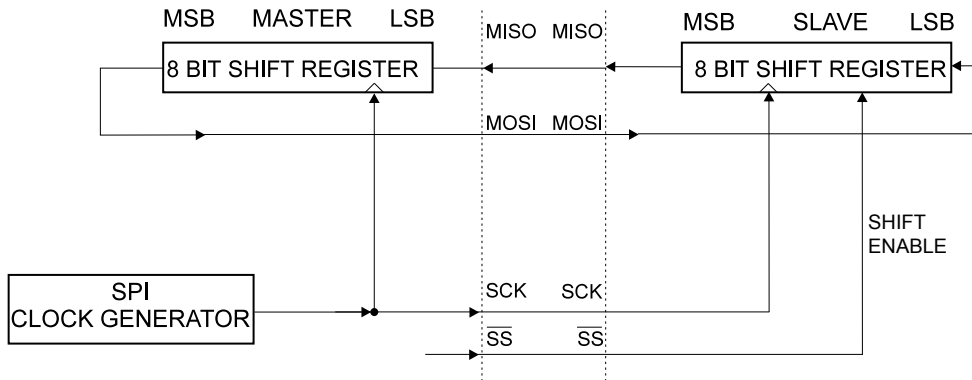 MSB MASTER LSB
8 BIT SHIFT REGISTER
MISO MISO
MSB SLAVE LSB
8 BIT SHIFT REGISTER
MOSI MOSI
SHIFT
ENABLE
SPI
CLOCK GENERATOR
SCK SCK
SS SS